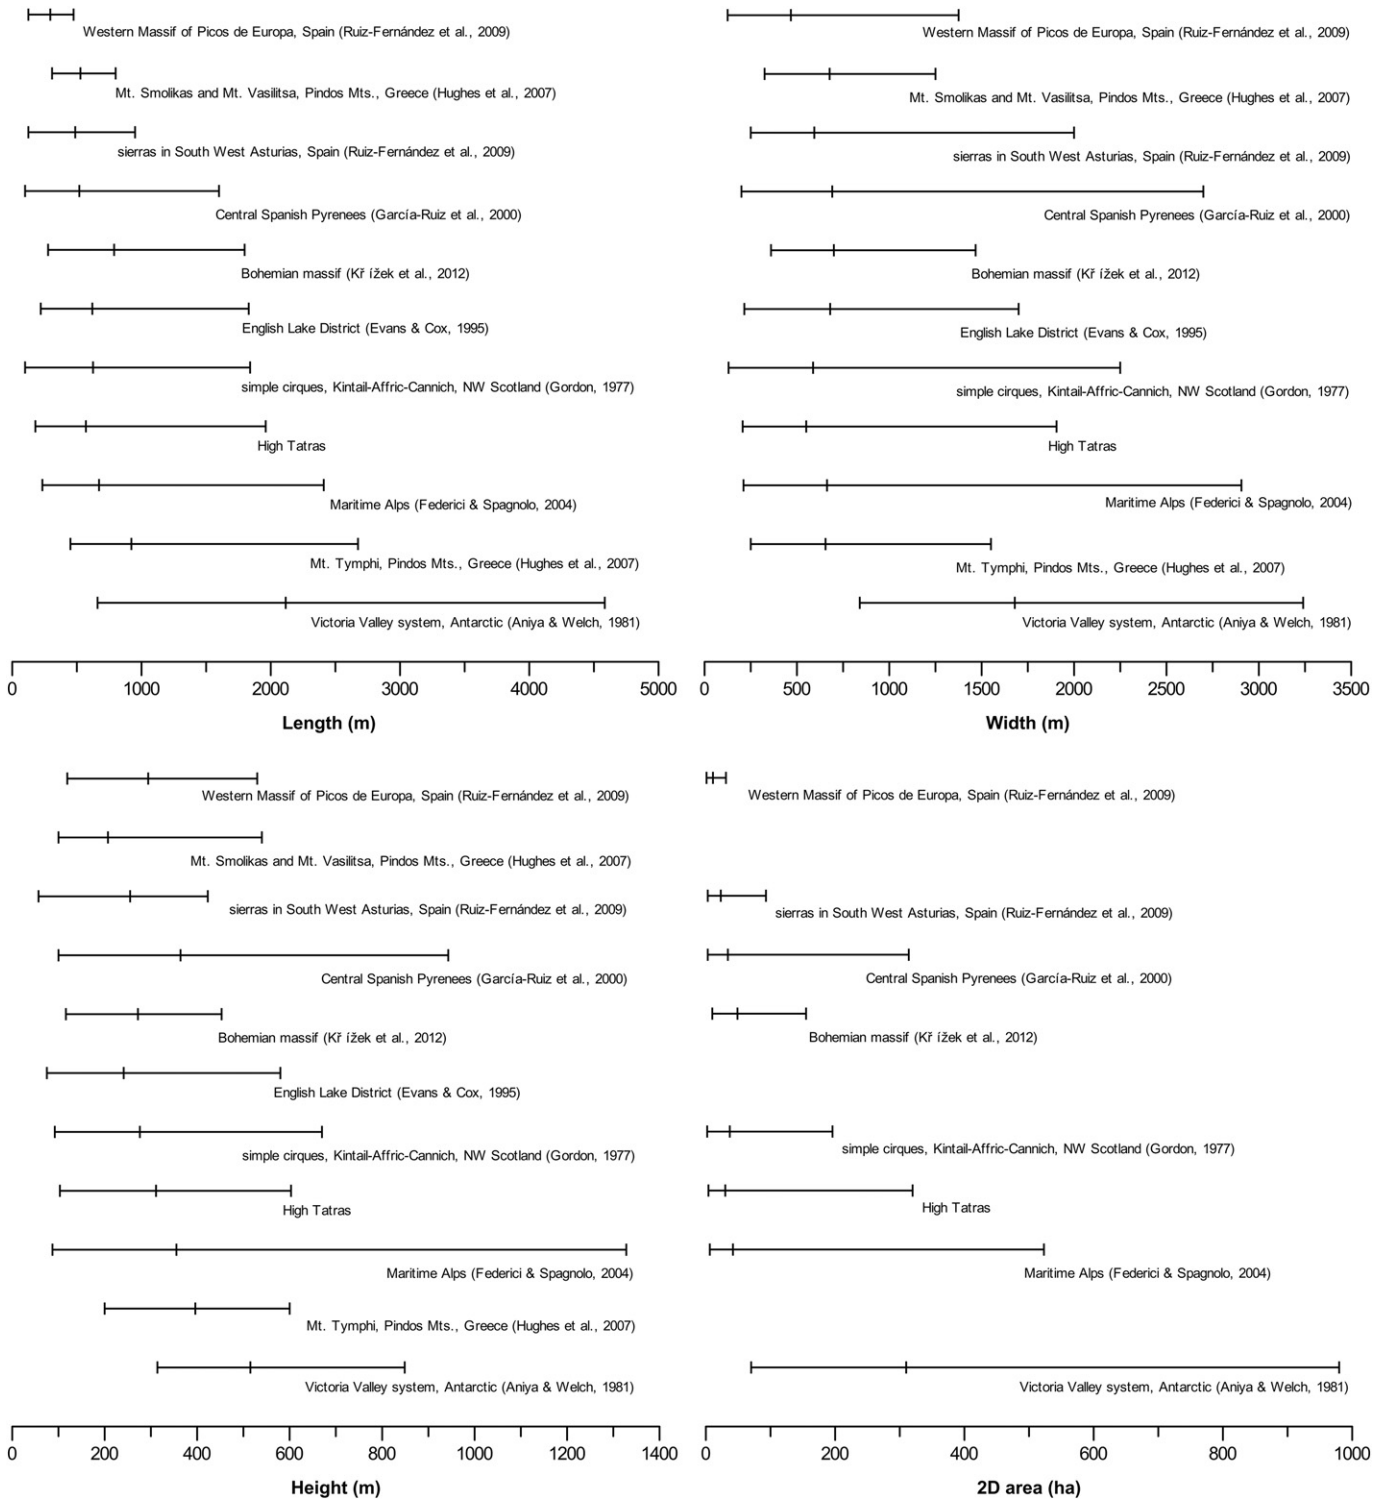 Western Massif of Picos de Europa, Spain (Ruiz-Fernández et al., 2009)
Mt. Smolikas and Mt. Vasilitsa, Pindos Mts., Greece (Hughes et al., 2007)
sierras in South West Asturias, Spain (Ruiz-Fernández et al., 2009)
Central Spanish Pyrenees (García-Ruiz et al., 2000)
Bohemian massif (Kř ížek et al., 2012)
English Lake District (Evans & Cox, 1995)
simple cirques, Kintail-Affric-Cannich, NW Scotland (Gordon, 1977)
High Tatras
Maritime Alps (Federici & Spagnolo, 2004)
Mt. Tymphi, Pindos Mts., Greece (Hughes et al., 2007)
Victoria Valley system, Antarctic (Aniya & Welch, 1981)
0 1000 2000 3000 4000 5000
Length (m)
Western Massif of Picos de Europa, Spain (Ruiz-Fernández et al., 2009)
Mt. Smolikas and Mt. Vasilitsa, Pindos Mts., Greece (Hughes et al., 2007)
sierras in South West Asturias, Spain (Ruiz-Fernández et al., 2009)
Central Spanish Pyrenees (García-Ruiz et al., 2000)
Bohemian massif (Kř ížek et al., 2012)
English Lake District (Evans & Cox, 1995)
simple cirques, Kintail-Affric-Cannich, NW Scotland (Gordon, 1977)
High Tatras
Maritime Alps (Federici & Spagnolo, 2004)
Mt. Tymphi, Pindos Mts., Greece (Hughes et al., 2007)
Victoria Valley system, Antarctic (Aniya & Welch, 1981)
0 500 1000 1500 2000 2500 3000 3500
Width (m)
Western Massif of Picos de Europa, Spain (Ruiz-Fernández et al., 2009)
Mt. Smolikas and Mt. Vasilitsa, Pindos Mts., Greece (Hughes et al., 2007)
sierras in South West Asturias, Spain (Ruiz-Fernández et al., 2009)
Central Spanish Pyrenees (García-Ruiz et al., 2000)
Bohemian massif (Kř ížek et al., 2012)
English Lake District (Evans & Cox, 1995)
simple cirques, Kintail-Affric-Cannich, NW Scotland (Gordon, 1977)
High Tatras
Maritime Alps (Federici & Spagnolo, 2004)
Mt. Tymphi, Pindos Mts., Greece (Hughes et al., 2007)
Victoria Valley system, Antarctic (Aniya & Welch, 1981)
0 200 400 600 800 1000 1200 1400
Height (m)
Western Massif of Picos de Europa, Spain (Ruiz-Fernández et al., 2009)
sierras in South West Asturias, Spain (Ruiz-Fernández et al., 2009)
Central Spanish Pyrenees (García-Ruiz et al., 2000)
Bohemian massif (Kř ížek et al., 2012)
simple cirques, Kintail-Affric-Cannich, NW Scotland (Gordon, 1977)
High Tatras
Maritime Alps (Federici & Spagnolo, 2004)
Victoria Valley system, Antarctic (Aniya & Welch, 1981)
0 200 400 600 800 1000
2D area (ha)